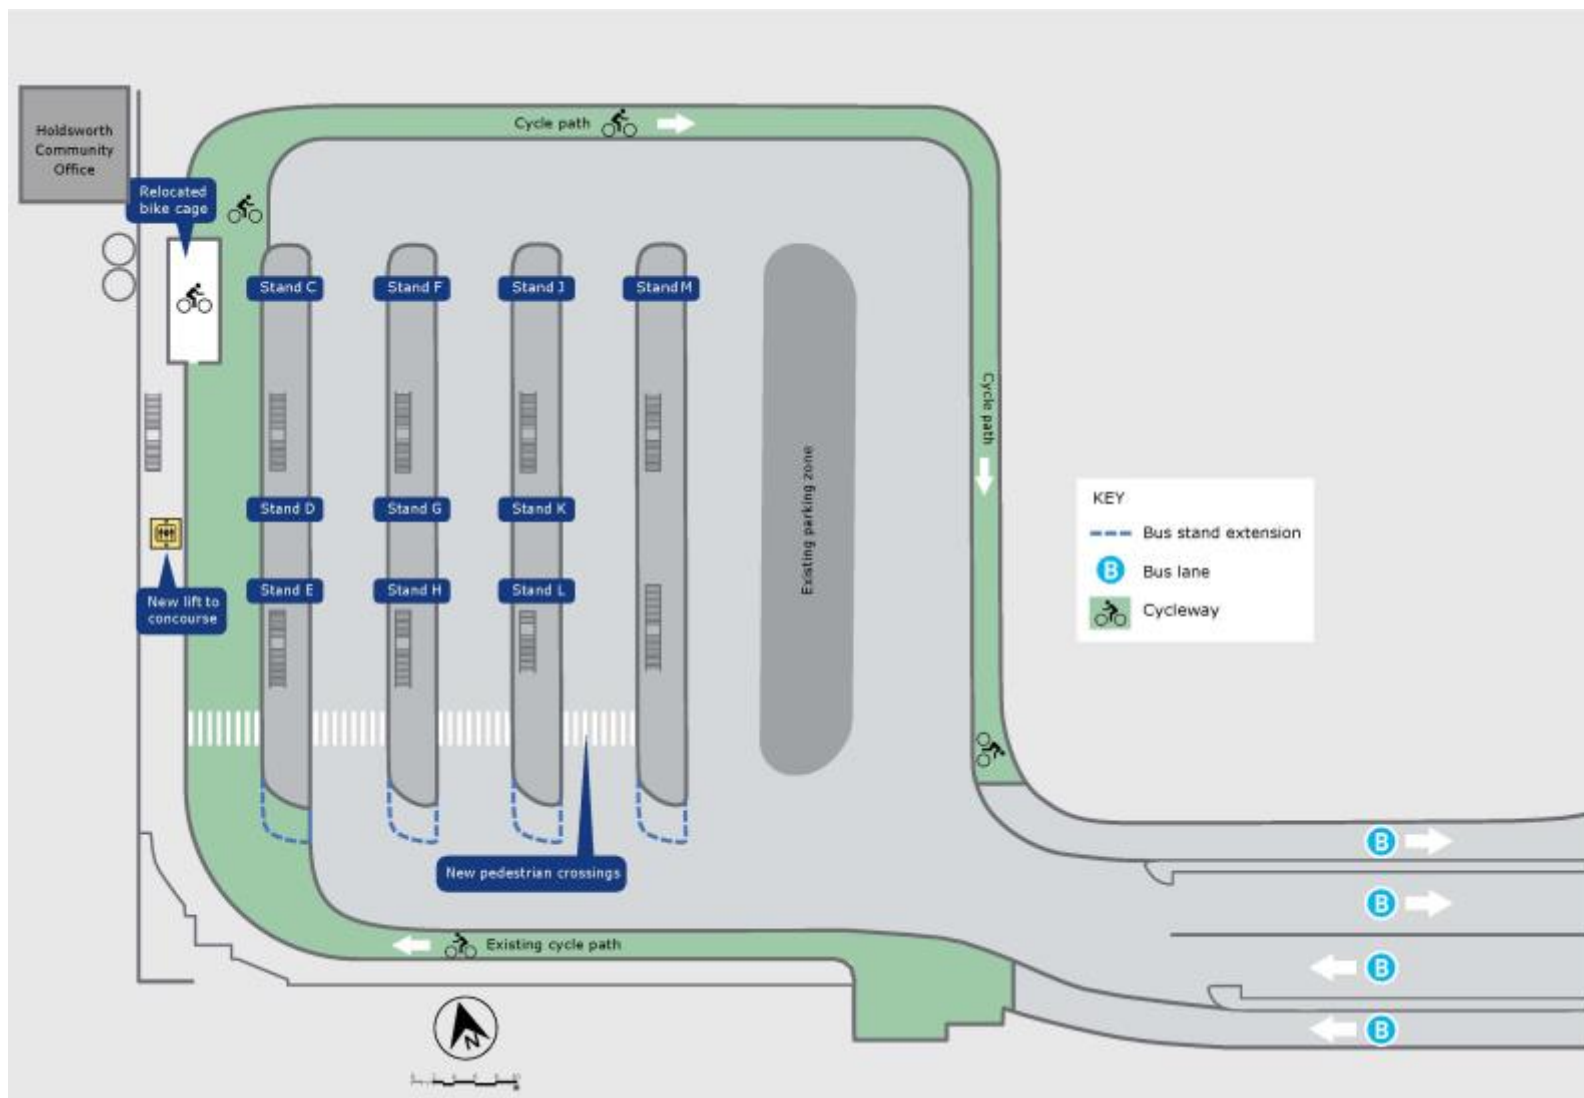 Cycle path
Holdsworth
Community
Office
Relocated
bike cage
Stand C
Stand F
Stand J
Stand M
Cycle path
Existing parking zone
KEY
Bus stand extension
B
Bus lane
Cycleway
Stand D
Stand G
Stand K
Stand E
Stand H
Stand L
New lift to
concourse
B
B
New pedestrian crossings
Existing cycle path
B
B
N